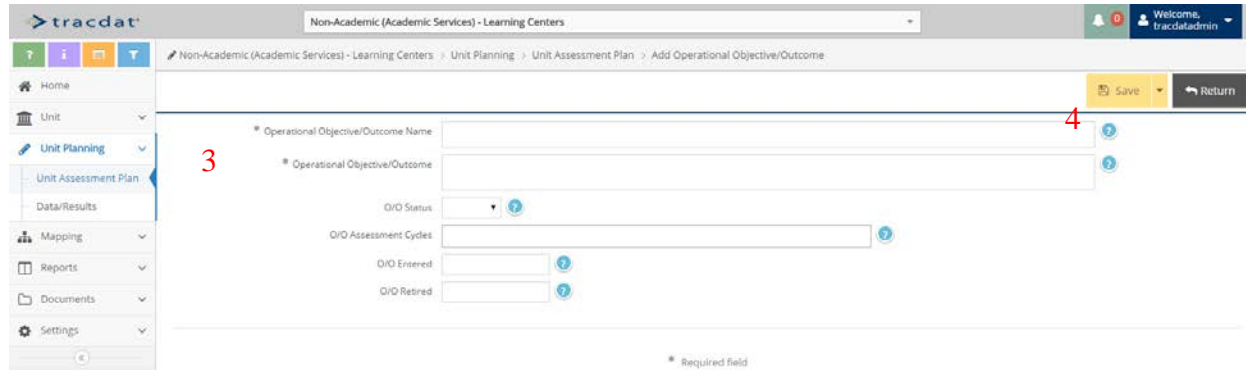 tracdat
Non-Academic (Academic Services) - Learning Centers
0
Welcome,
tracdatadmin
? i
Non-Academic (Academic Services) - Learning Centers > Unit Planning > Unit Assessment Plan > Add Operational Objective/Outcome
Home
Save
Return
Unit
4
* Operational Objective/Outcome Name ?
Unit Planning
3
* Operational Objective/Outcome ?
Unit Assessment Plan
Data/Results
O/O Status ?
Mapping
O/O Assessment Cycles ?
Reports
O/O Entered ?
Documents
O/O Retired ?
Settings
* Required field